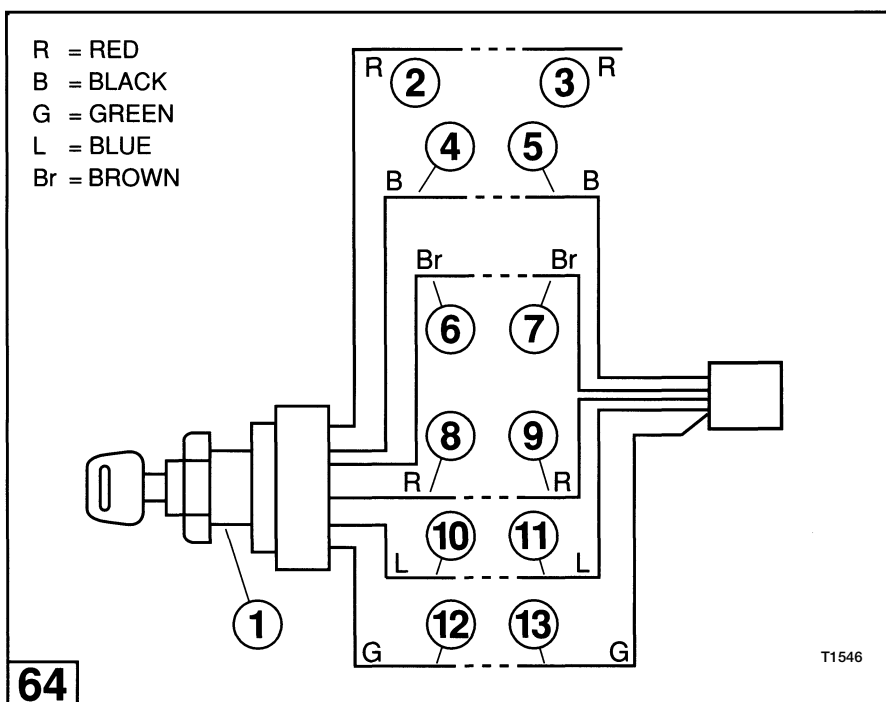 R = RED
B = BLACK
G = GREEN
L = BLUE
Br = BROWN
R 2 3 R
4 5
B B
Br Br
6 7
8 9
R R
10 11
L L
1 12 13
G G
T1546
64